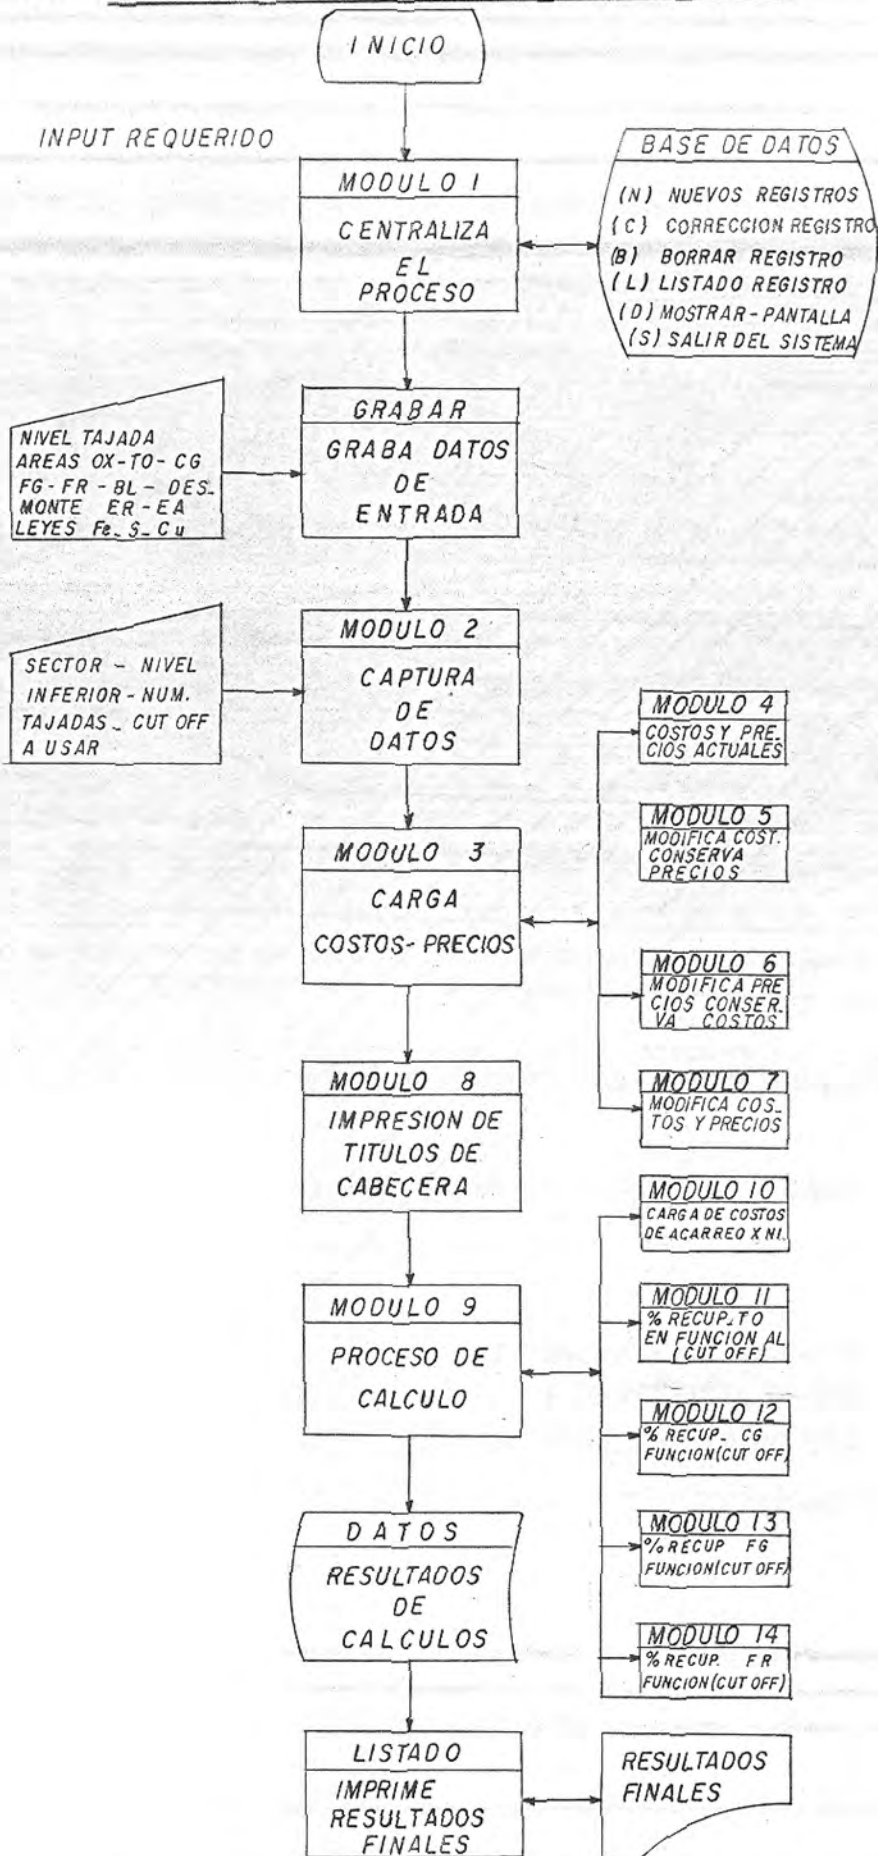 INICIO
INPUT REQUERIDO
MODULO 1
CENTRALIZA
EL
PROCESO
BASE DE DATOS
(N) NUEVOS REGISTROS
(C) CORRECCION REGISTRO
(B) BORRAR REGISTRO
(L) LISTADO REGISTRO
(D) MOSTRAR-PANTALLA
(S) SALIR DEL SISTEMA
GRABAR
GRABA DATOS
DE
ENTRADA
NIVEL TAJADA
AREAS OX-TO-CG
FG-FR-BL-DES-
MONTE ER-EA
LEYES Fe-S-Cu
MODULO 2
CAPTURA
DE
DATOS
SECTOR - NIVEL
INFERIOR-NUM.
TAJADAS - CUT OFF
A USAR
MODULO 3
CARGA
COSTOS-PRECIOS
MODULO 4
COSTOS Y PRE-
CIOS ACTUALES
MODULO 5
MODIFICA COST.
CONSERVA
PRECIOS
MODULO 6
MODIFICA PRE
CIOS CONSER-
VA COSTOS
MODULO 7
MODIFICA COS-
TOS Y PRECIOS
MODULO 8
IMPRESION DE
TITULOS DE
CABECERA
MODULO 9
PROCESO DE
CALCULO
MODULO 10
CARGA DE COSTOS
DE ACARREO X NI.
MODULO 11
% RECUP. TO
EN FUNCION AL
(CUT OFF)
MODULO 12
% RECUP. CG
FUNCION(CUT OFF)
MODULO 13
% RECUP FG
FUNCION(CUT OFF)
MODULO 14
% RECUP. FR
FUNCION(CUT OFF)
DATOS
RESULTADOS
DE
CALCULOS
LISTADO
IMPRIME
RESULTADOS
FINALES
RESULTADOS
FINALES